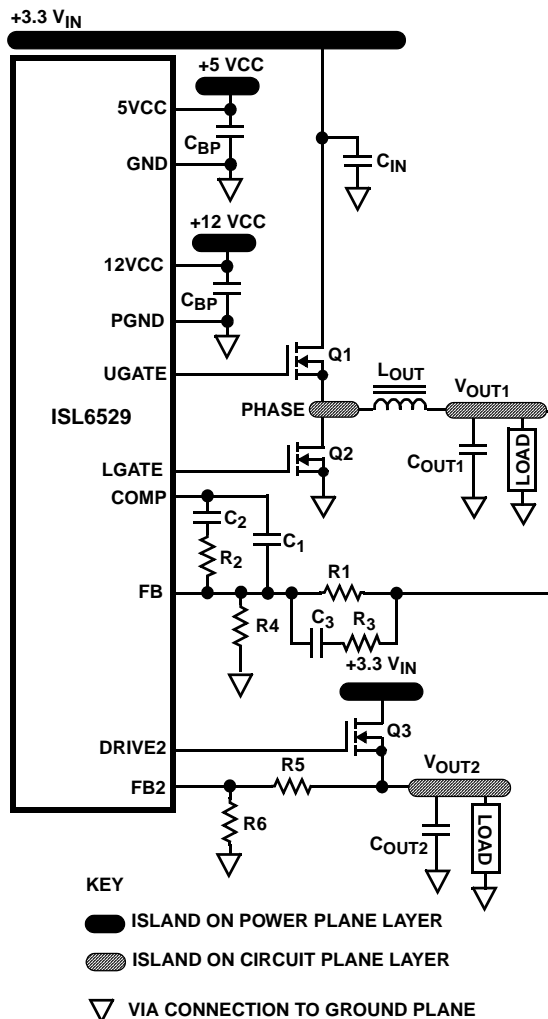 +3.3 VIN
+5 VCC
5VCC
CBP
GND
CIN
+12 VCC
12VCC
CBP
PGND
Q1
UGATE
LOUT
VOUT1
PHASE
ISL6529
Q2
COUT1
LOAD
LGATE
COMP
C2
C1
R2
R1
FB
C3
R3
R4
+3.3 VIN
Q3
DRIVE2
VOUT2
R5
FB2
R6
COUT2
LOAD
KEY
ISLAND ON POWER PLANE LAYER
ISLAND ON CIRCUIT PLANE LAYER
VIA CONNECTION TO GROUND PLANE